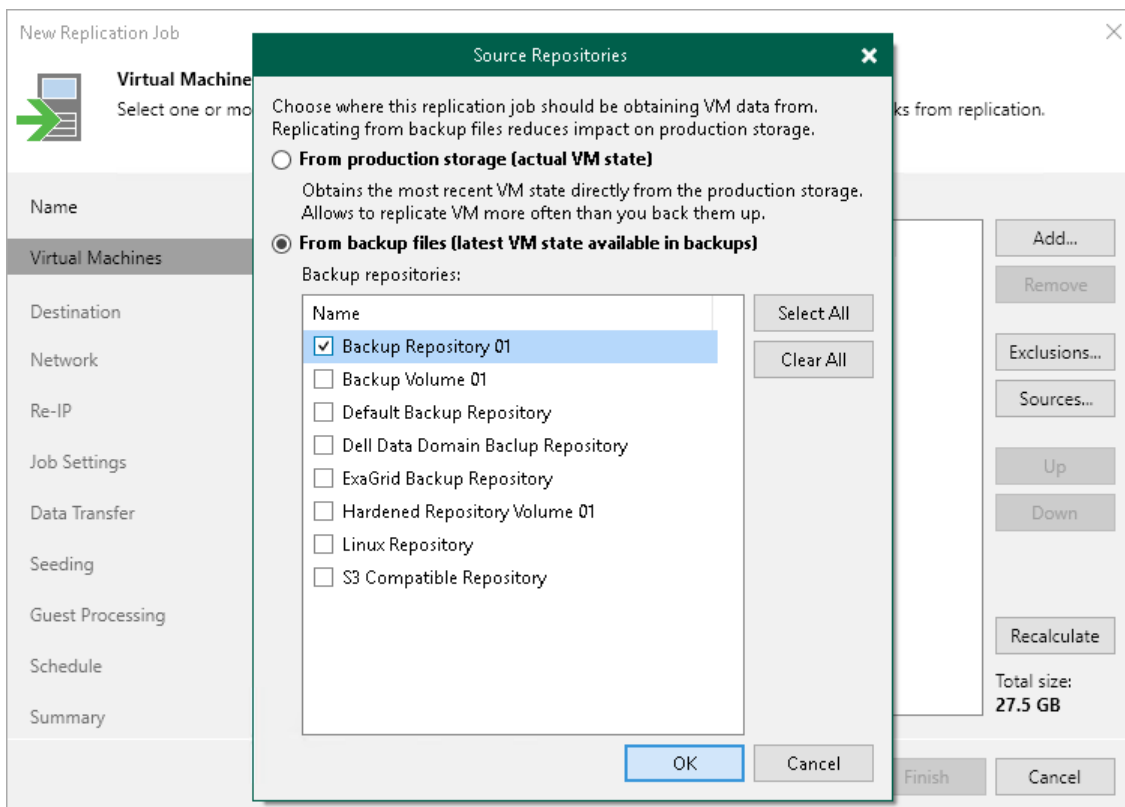 New Replication Job
Virtual Machine
Select one or mo
ks from replication.
Name
Virtual Machines
Destination
Network
Re-IP
Job Settings
Data Transfer
Seeding
Guest Processing
Schedule
Summary
Source Repositories
Choose where this replication job should be obtaining VM data from.
Replicating from backup files reduces impact on production storage.
From production storage (actual VM state)
Obtains the most recent VM state directly from the production storage.
Allows to replicate VM more often than you back them up.
From backup files (latest VM state available in backups)
Backup repositories:
Name
Backup Repository 01
Backup Volume 01
Default Backup Repository
Dell Data Domain Baclup Repository
ExaGrid Backup Repository
Hardened Repository Volume 01
Linux Repository
S3 Compatible Repository
Select All
Clear All
OK
Cancel
Add...
Remove
Exclusions...
Sources...
Up
Down
Recalculate
Total size:
27.5 GB
Finish
Cancel